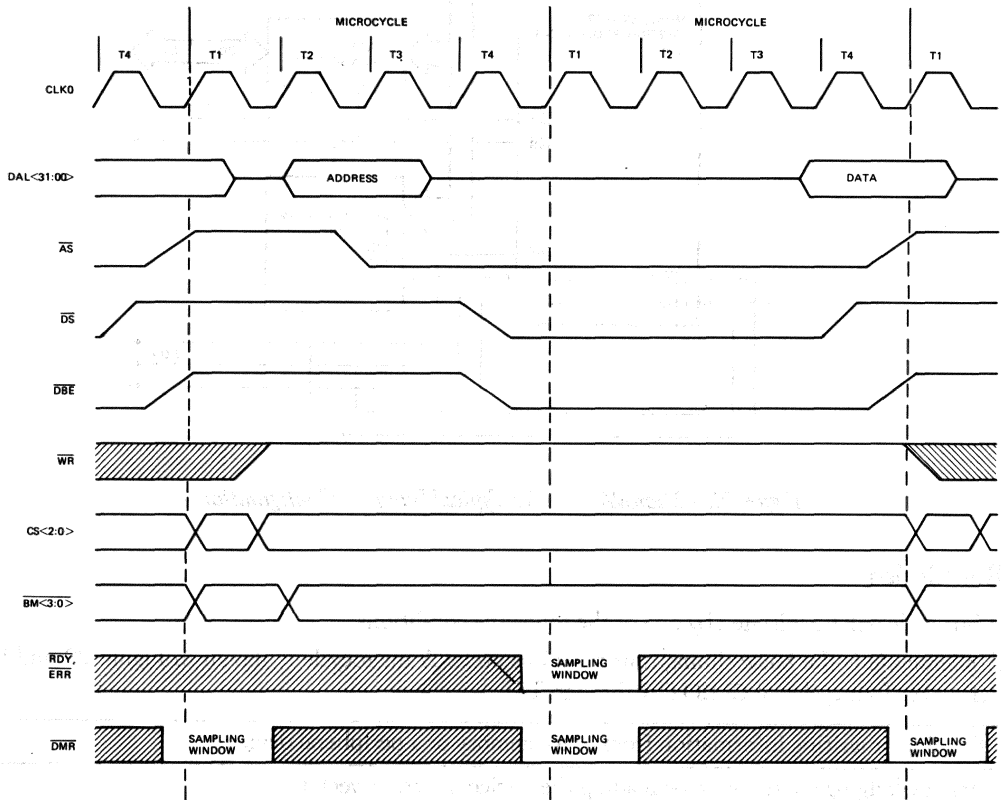 MICROCYCLE MICROCYCLE
T4 T1 T2 T3 T4 T1 T2 T3 T4 T1
CLK0
DAL<31:00> ADDRESS DATA
AS
DS
DBE
WR
CS<2:0>
BM<3:0>
RDY,
ERR
SAMPLING
WINDOW
DMR
SAMPLING
WINDOW
SAMPLING
WINDOW
SAMPLING
WINDOW